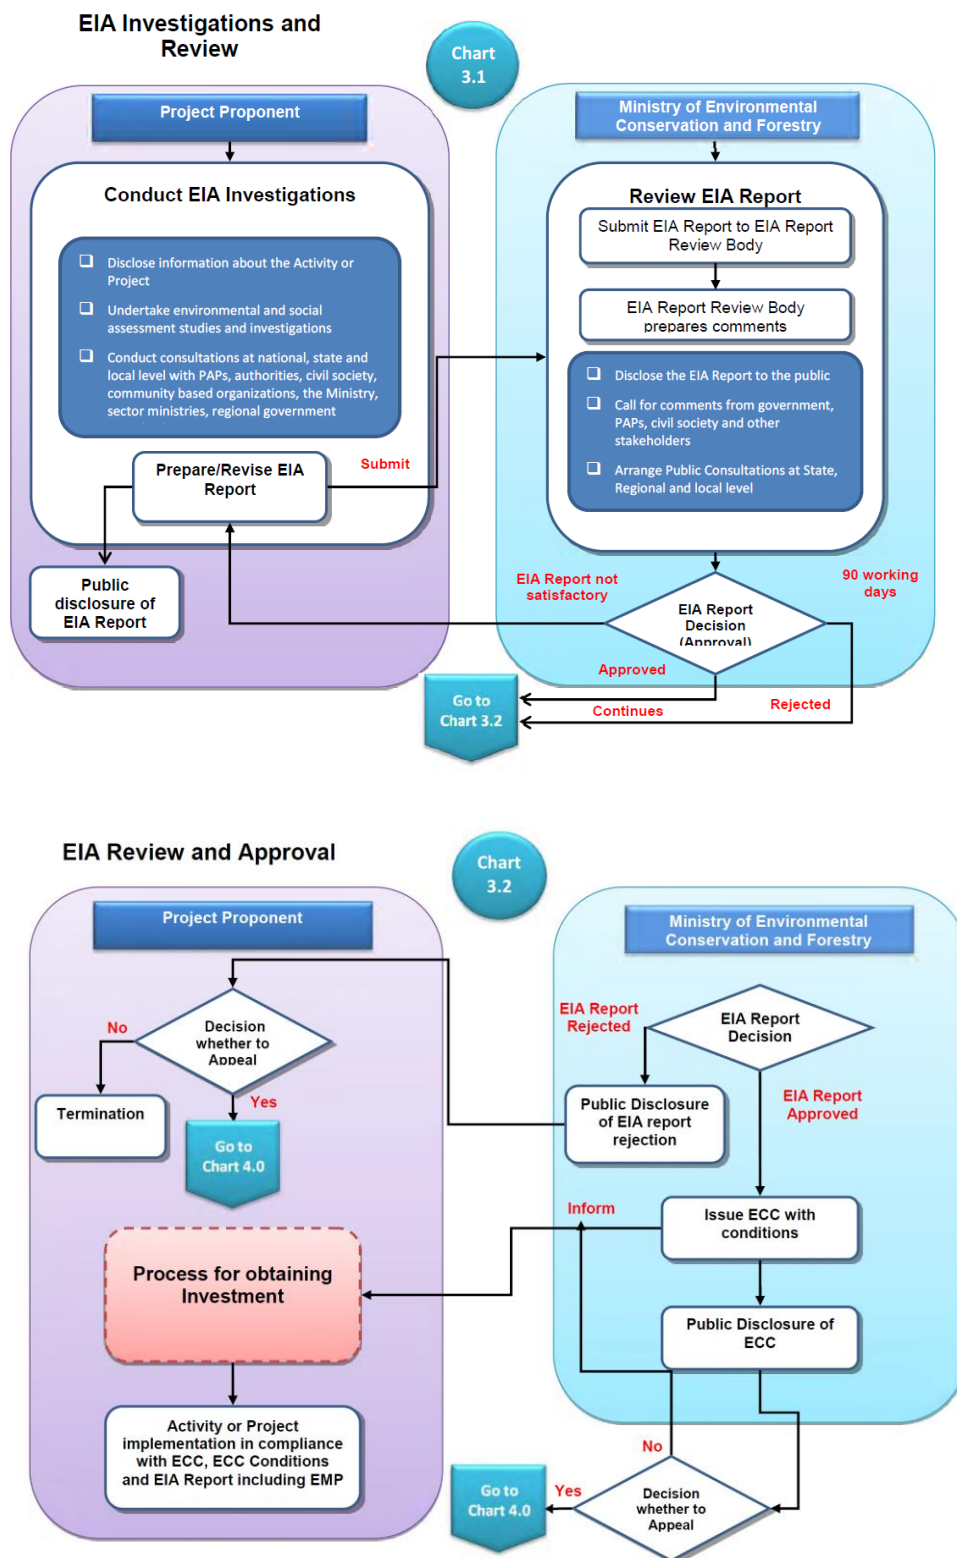 EIA Investigations and
Review
Chart
3.1
Project Proponent
Conduct EIA Investigations
Disclose information about the Activity or
Project
Undertake environmental and social
assessment studies and investigations
Conduct consultations at national, state and
local level with PAPs, authorities, civil society,
community based organizations, the Ministry,
sector ministries, regional government
Prepare/Revise EIA
Report
Submit
Public
disclosure of
EIA Report
Ministry of Environmental
Conservation and Forestry
Review EIA Report
Submit EIA Report to EIA Report
Review Body
EIA Report Review Body
prepares comments
Disclose the EIA Report to the public
Call for comments from government,
PAPs, civil society and other
stakeholders
Arrange Public Consultations at State,
Regional and local level
EIA Report not
satisfactory
90 working
days
EIA Report
Decision
(Approval)
Approved
Go to
Chart 3.2
Continues
Rejected
EIA Review and Approval
Chart
3.2
Project Proponent
Decision
whether to
Appeal
No
Termination
Yes
Go to
Chart 4.0
Process for obtaining
Investment
Activity or Project
implementation in compliance
with ECC, ECC Conditions
and EIA Report including EMP
Ministry of Environmental
Conservation and Forestry
EIA Report
Rejected
EIA Report
Decision
Public Disclosure
of EIA report
rejection
EIA Report
Approved
Inform
Issue ECC with
conditions
Public Disclosure of
ECC
No
Yes
Go to
Chart 4.0
Decision
whether to
Appeal